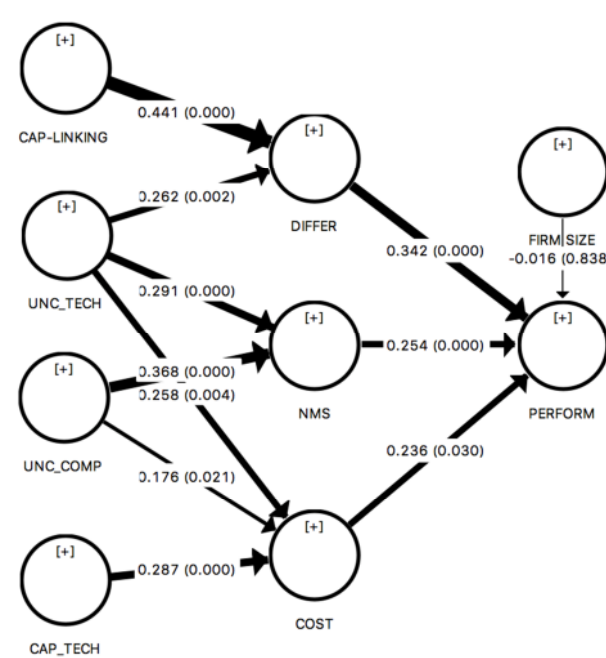 [+]
CAP-LINKING
0.441 (0.000)
[+]
DIFFER
[+]
FIRM SIZE
-0.016 (0.838
0.262 (0.002)
[+]
UNC_TECH
0.342 (0.000)
0.291 (0.000)
[+]
NMS
0.254 (0.000)
[+]
PERFORM
0.368 (0.000)
0.258 (0.004)
[+]
UNC_COMP
0.176 (0.021)
0.236 (0.030)
[+]
COST
0.287 (0.000)
[+]
CAP_TECH